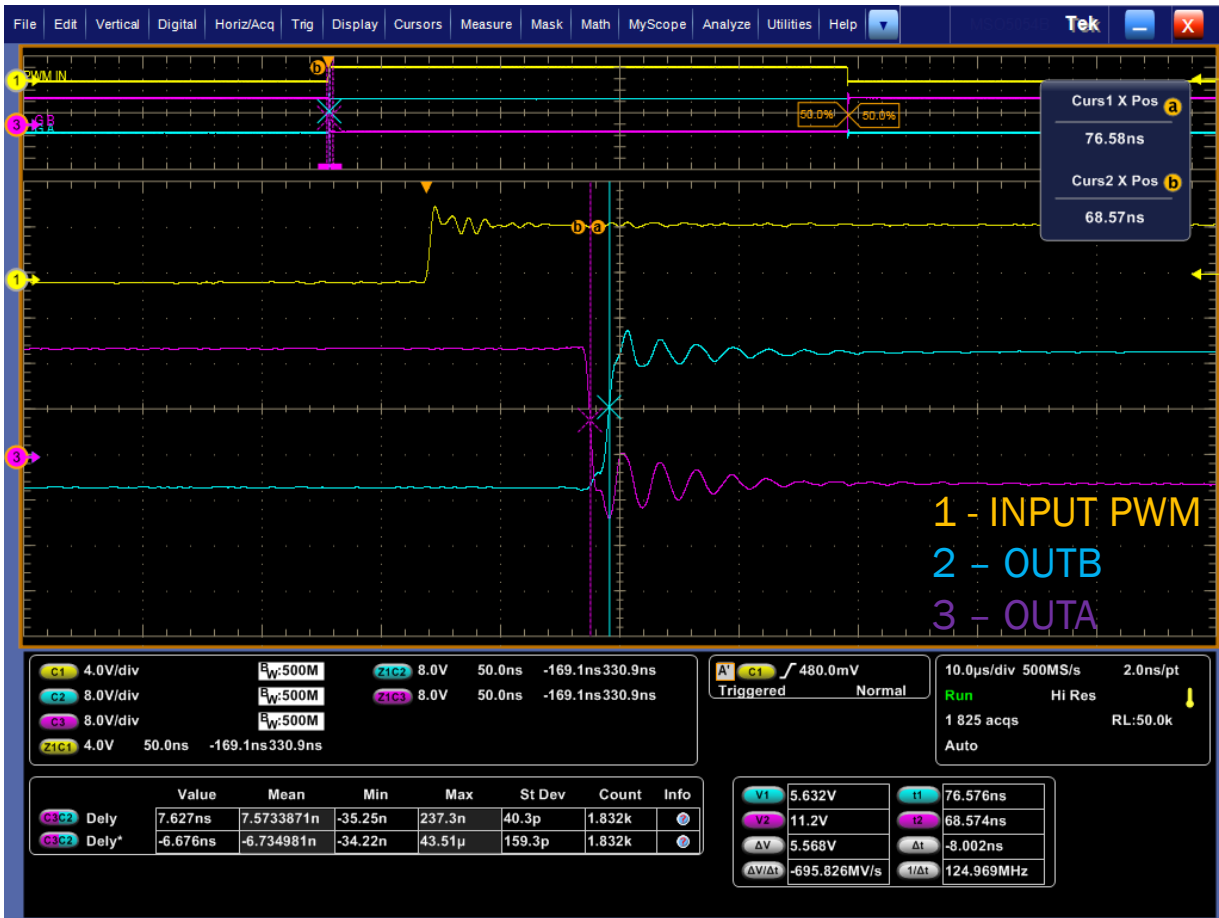 File Edit Vertical Digital Horiz/Acq Trig Display Cursors Measure Mask Math MyScope Analyze Utilities Help Tek X
PWM IN
b
1
3
50.0% 50.0%
Curs1 X Pos a
76.58ns
Curs2 X Pos b
68.57ns
b a
1
3
1 - INPUT PWM
2 – OUTB
3 – OUTA
C1 4.0V/div BW:500M Z1C2 8.0V 50.0ns -169.1ns330.9ns
C2 8.0V/div BW:500M Z1C3 8.0V 50.0ns -169.1ns330.9ns
C3 8.0V/div BW:500M
Z1C1 4.0V 50.0ns -169.1ns330.9ns
A' C1 480.0mV
Triggered Normal
10.0µs/div 500MS/s 2.0ns/pt
Run Hi Res
1 825 acqs RL:50.0k
Auto
Value Mean Min Max St Dev Count Info
C3C2 Dely 7.627ns 7.5733871n -35.25n 237.3n 40.3p 1.832k
C3C2 Dely* -6.676ns -6.734981n -34.22n 43.51µ 159.3p 1.832k
V1 5.632V t1 76.576ns
V2 11.2V t2 68.574ns
ΔV 5.568V Δt -8.002ns
ΔV/Δt -695.826MV/s 1/Δt 124.969MHz